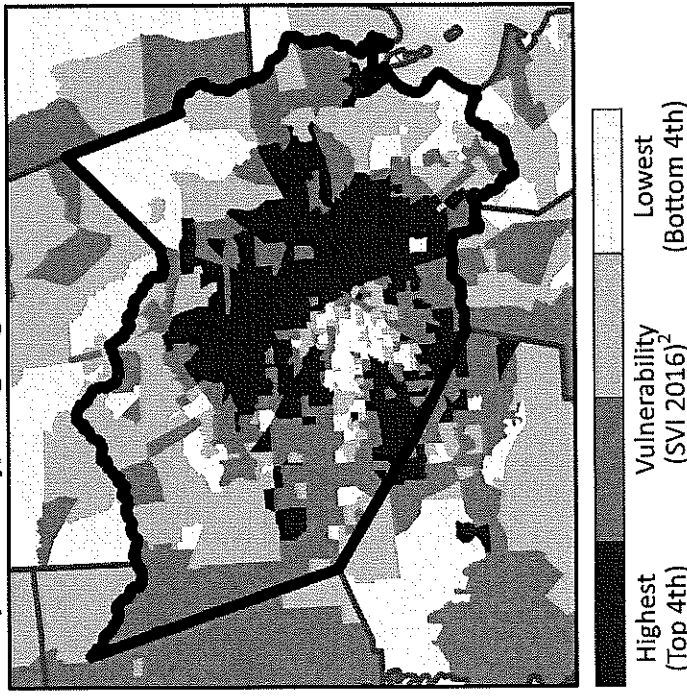 Highest
(Top 4th)
Vulnerability
(SVI 2016)²
Lowest
(Bottom 4th)